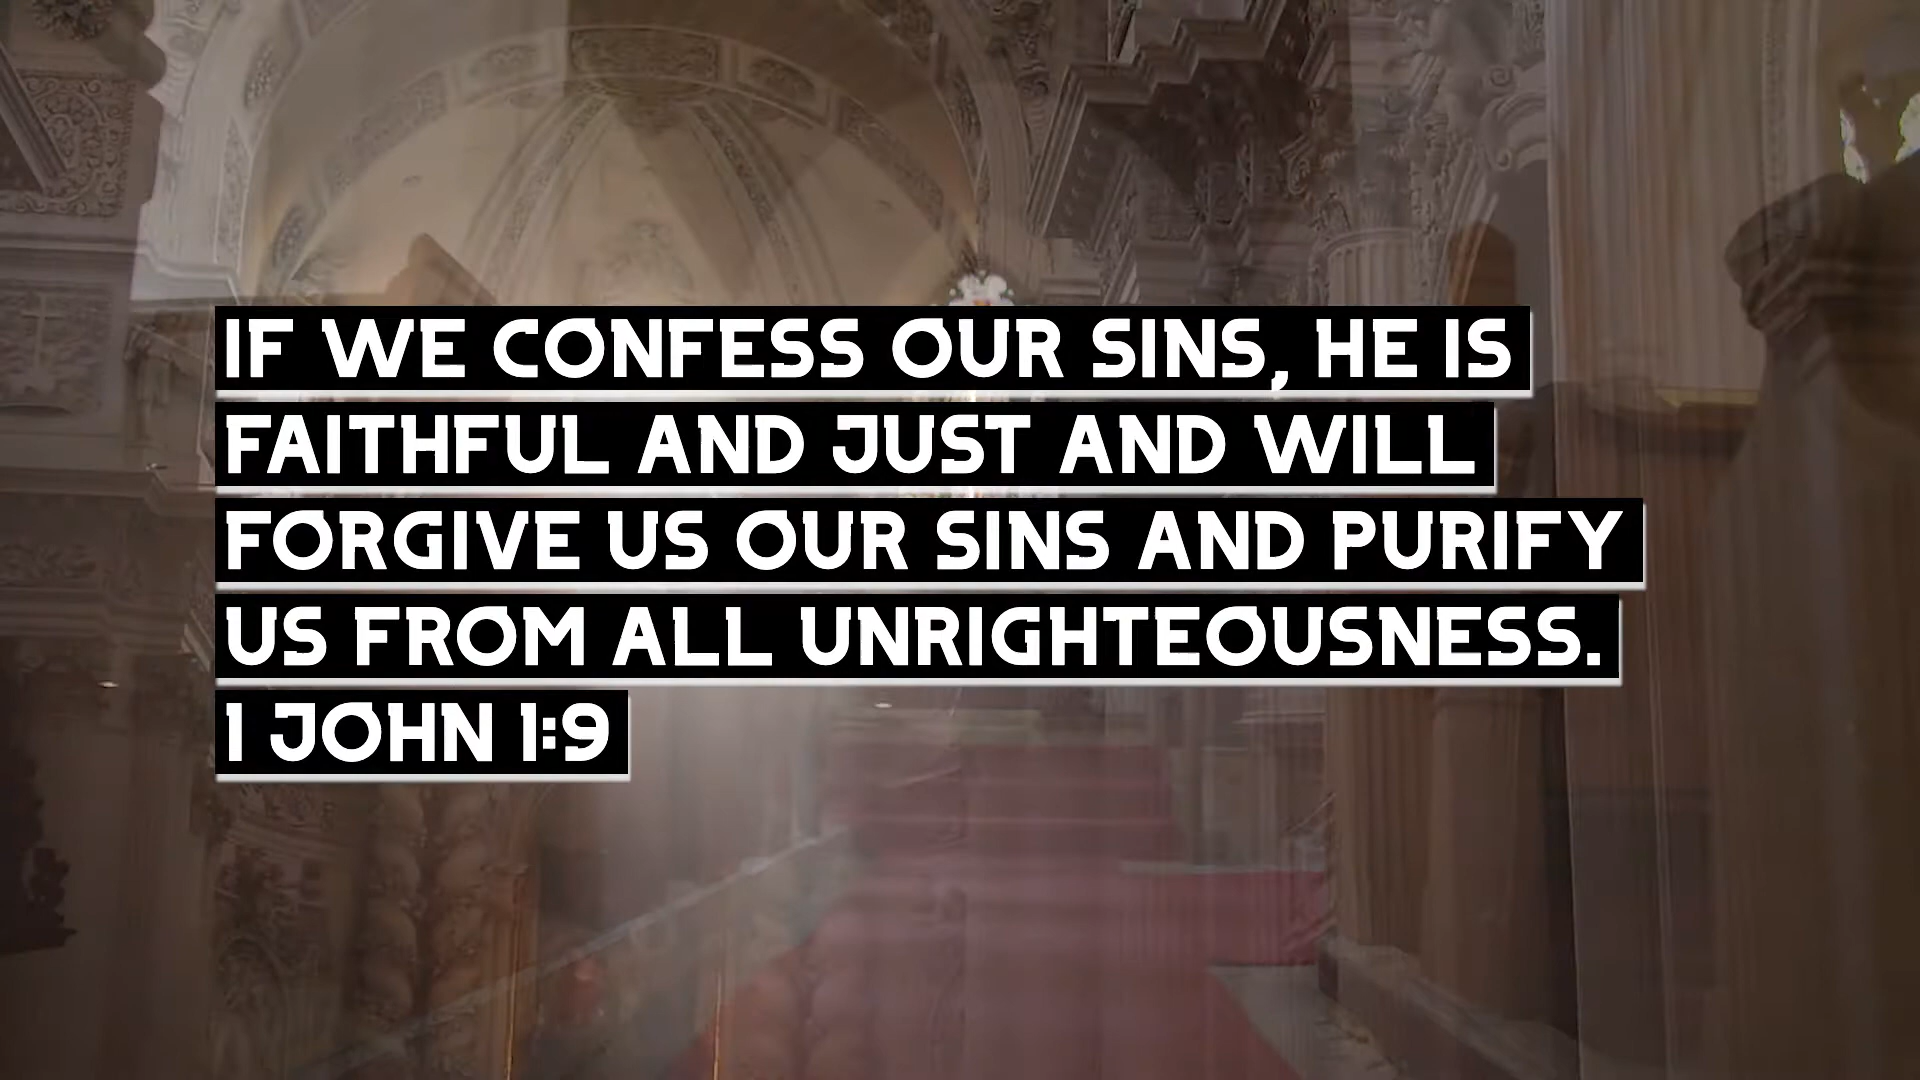 IF WE CONFESS OUR SINS, HE IS
FAITHFUL AND JUST AND WILL
FORGIVE US OUR SINS AND PURIFY
US FROM ALL UNRIGHTEOUSNESS.
1 JOHN 1:9